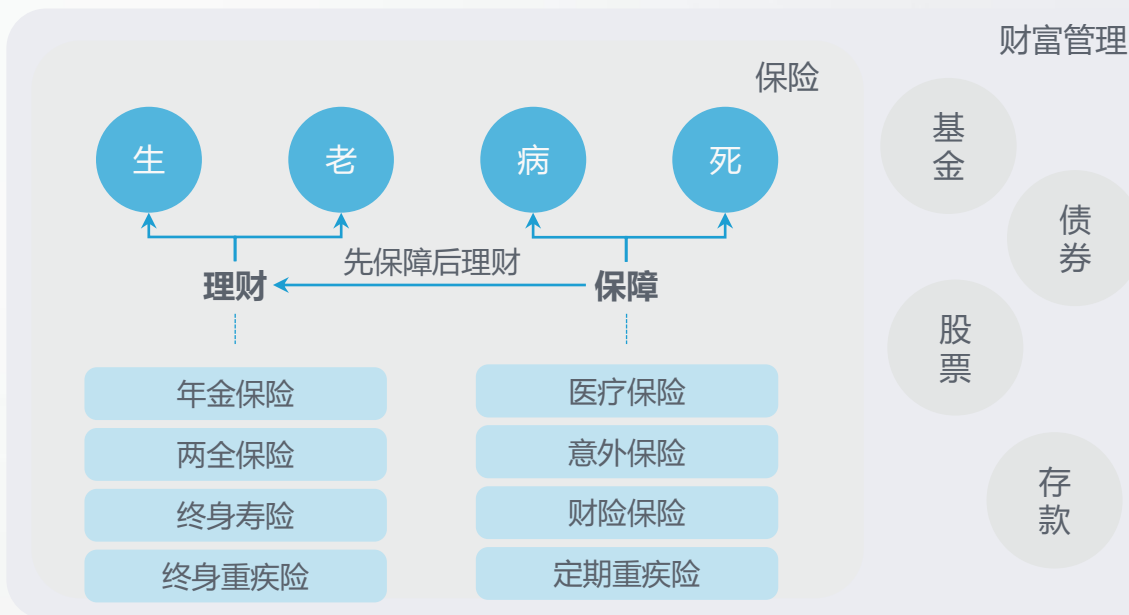 财富管理
保险
生
老
病
死
先保障后理财
理财
保障
年金保险
两全保险
终身寿险
终身重疾险
医疗保险
意外保险
财险保险
定期重疾险
基
金
债
券
股
票
存
款